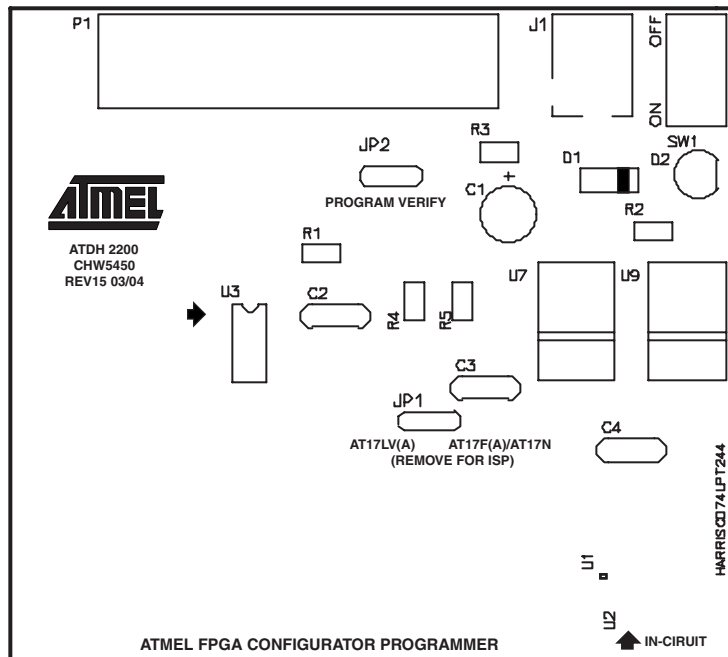 P1
J1
OFF
ON
SW1
R3
JP2
PROGRAM VERIFY
+
C1
D1
D2
R2
ATMEL
ATDH 2200
CHW5450
REV15 03/04
R1
U3
C2
R4
R5
U7
U9
C3
JP1
AT17LV(A) AT17F(A)/AT17N
(REMOVE FOR ISP)
C4
U1
U2
IN-CIRUIT
ATMEL FPGA CONFIGURATOR PROGRAMMER